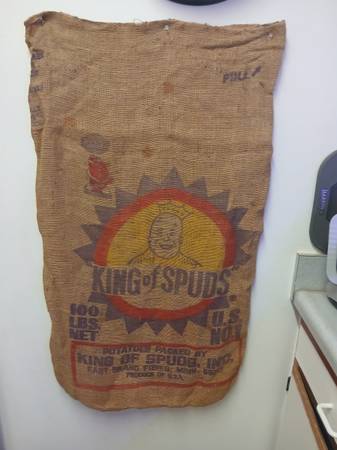 PULL
KING of SPUDS
®
100
LBS.
NET
U.S.
NO.1
POTATOES PACKED BY
KING OF SPUDS, INC.
EAST GRAND FORKS, MINN.
PRODUCE OF U.S.A.